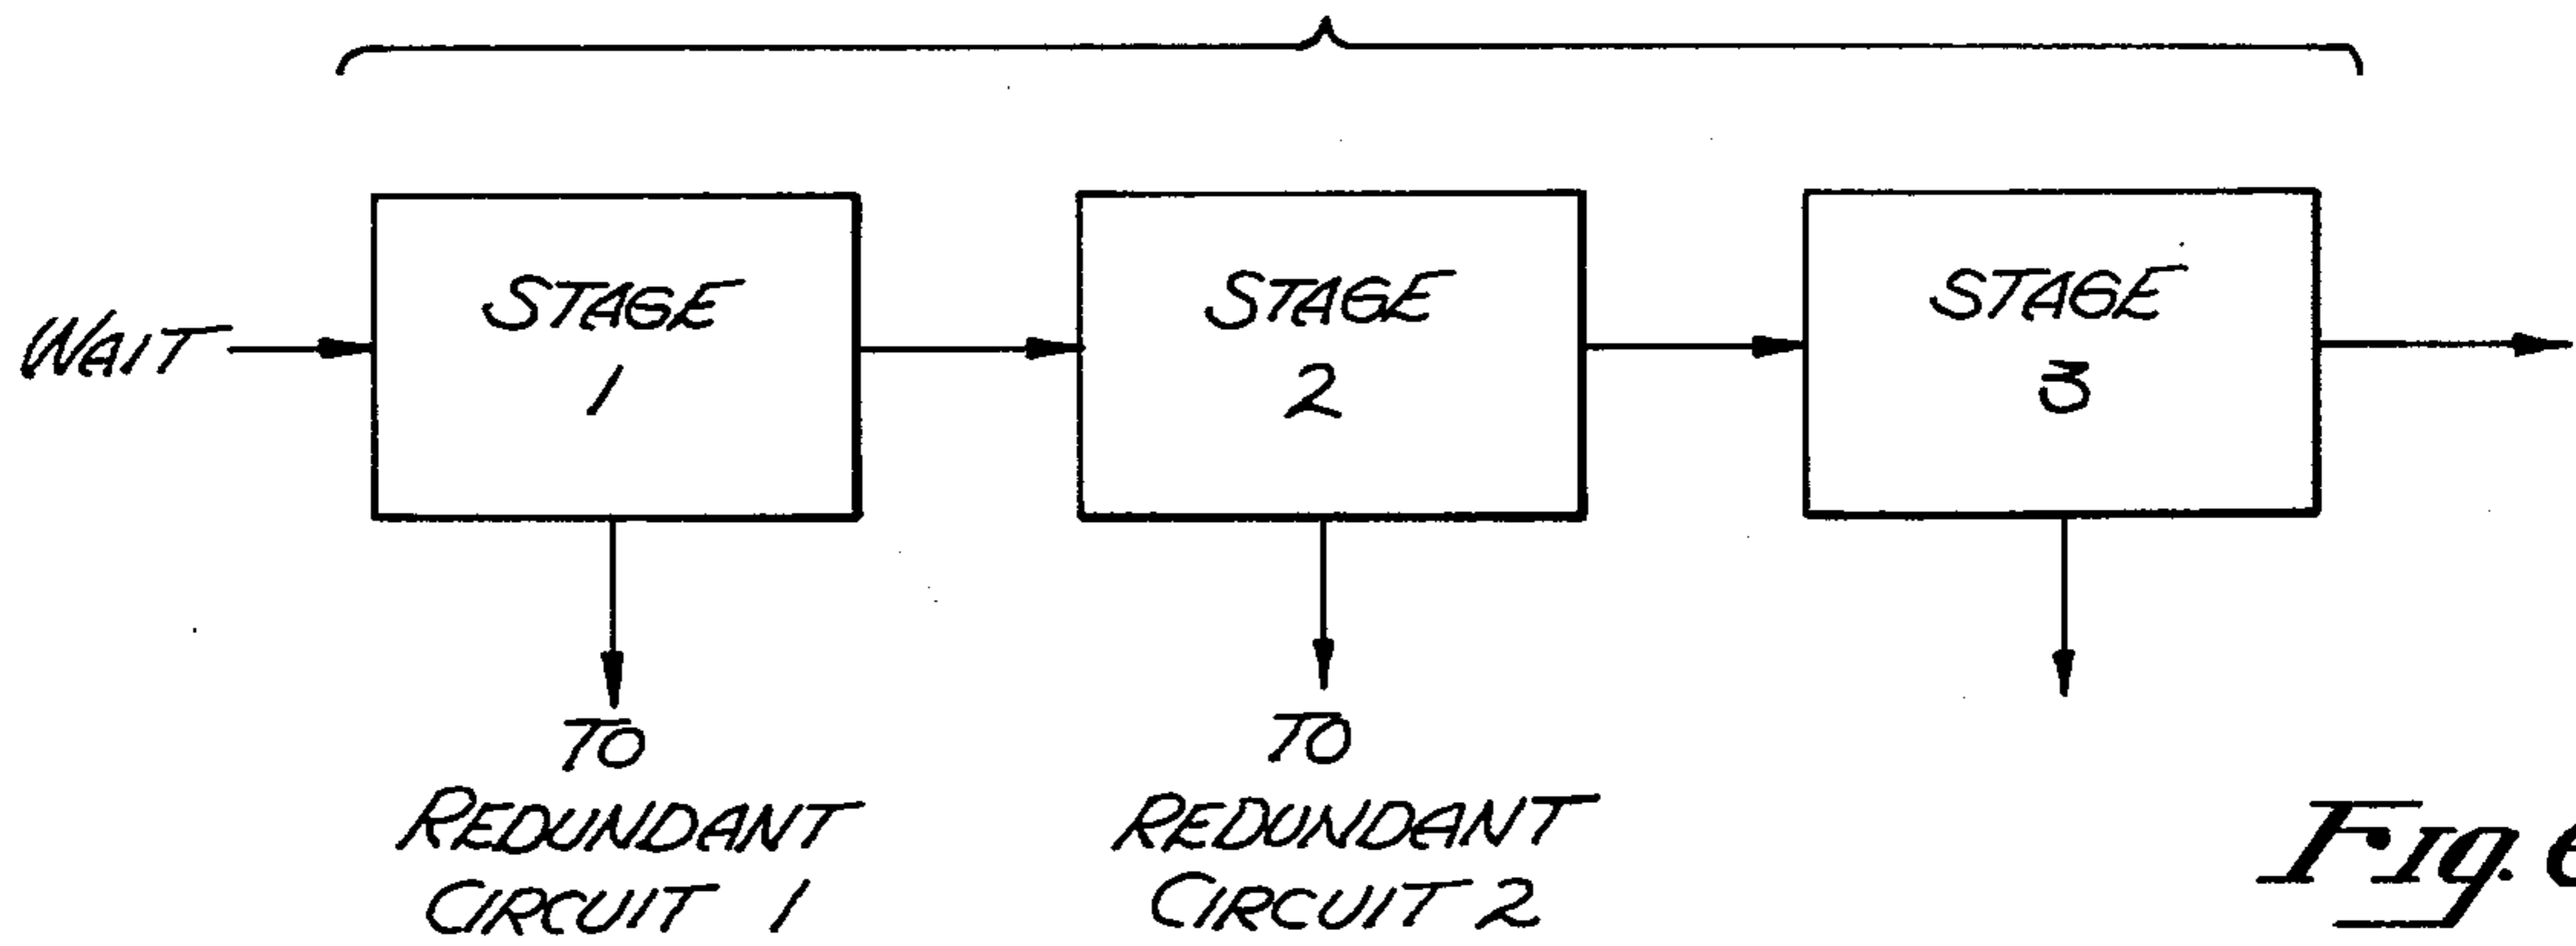 WAIT
STAGE
1
STAGE
2
STAGE
3
TO
REDUNDANT
CIRCUIT 1
TO
REDUNDANT
CIRCUIT 2
Fig. 6